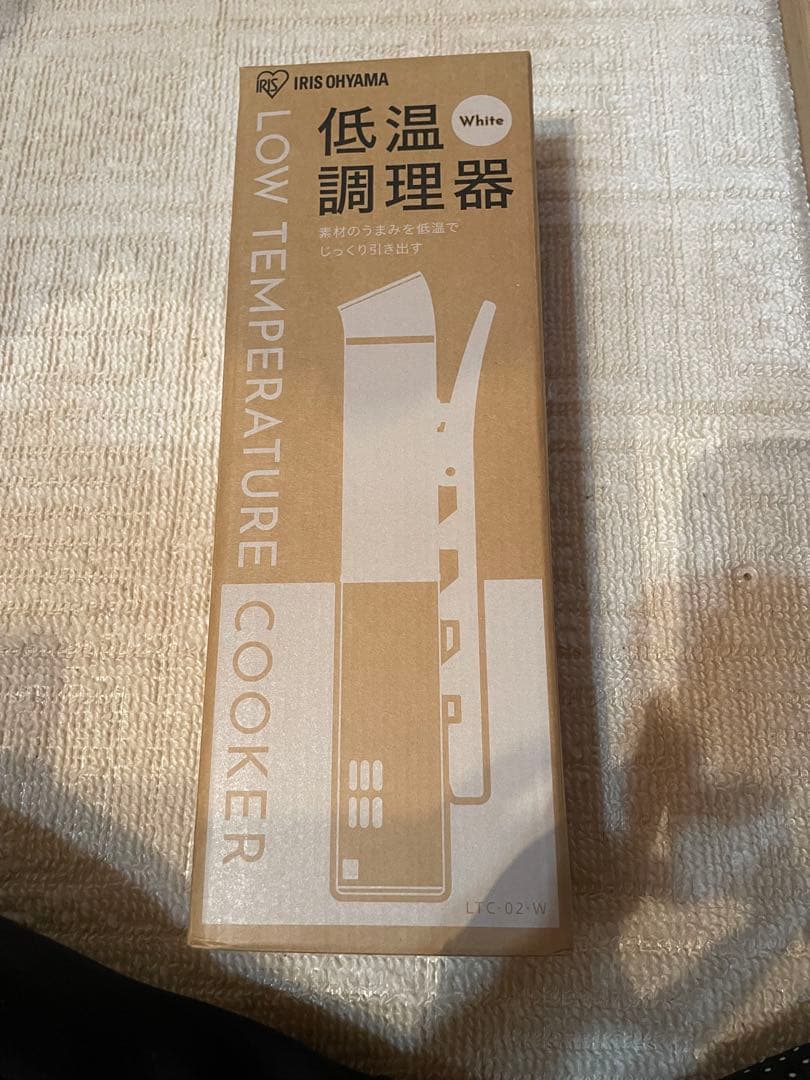 IRIS IRIS OHYAMA
低温
調理器
White
素材のうまみを低温で
じっくり引き出す
LOW TEMPERATURE COOKER
LTC-02-W